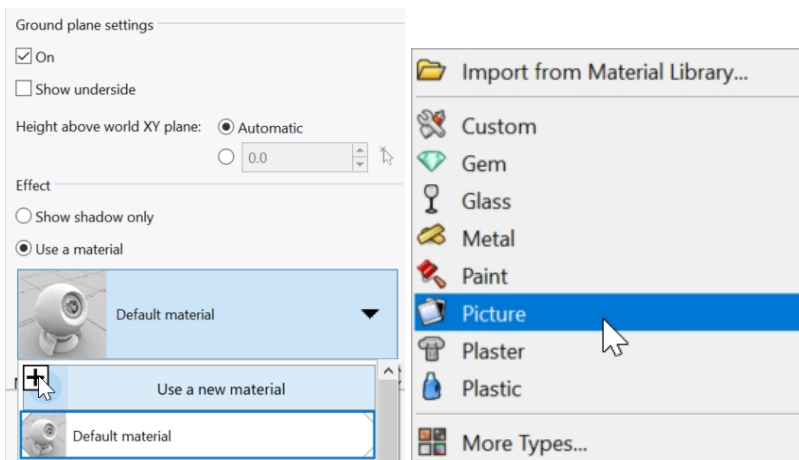 Ground plane settings
On
Show underside
Height above world XY plane:
Automatic
0.0
Effect
Show shadow only
Use a material
Default material
Use a new material
Default material
Import from Material Library...
Custom
Gem
Glass
Metal
Paint
Picture
Plaster
Plastic
More Types...